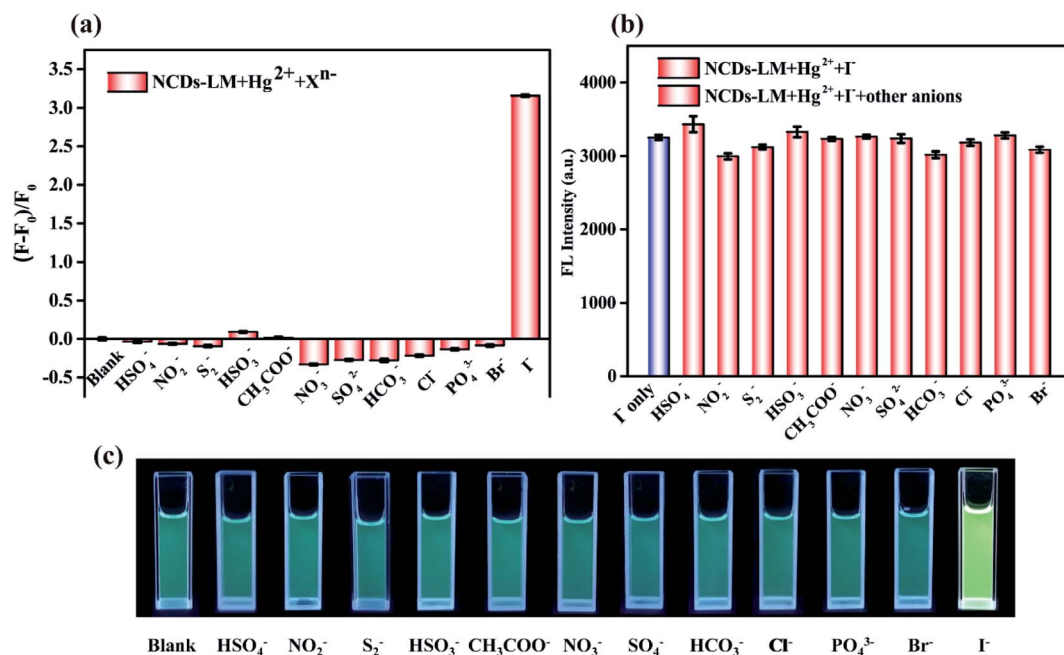 (a)
3.5
3.0
2.5
2.0
1.5
1.0
0.5
0.0
-0.5
(F-F₀)/F₀
NCDs-LM+Hg²⁺+Xⁿ⁻
Blank HSO₄⁻ NO₂⁻ S₂⁻ HSO₃⁻ CH₃COO⁻ NO₃⁻ SO₄²⁻ HCO₃⁻ Cl⁻ PO₄³⁻ Br⁻ I⁻
(b)
4000
3000
2000
1000
0
FL Intensity (a.u.)
NCDs-LM+Hg²⁺+I⁻
NCDs-LM+Hg²⁺+I⁻+other anions
I⁻ only HSO₄⁻ NO₂⁻ S₂⁻ HSO₃⁻ CH₃COO⁻ NO₃⁻ SO₄²⁻ HCO₃⁻ Cl⁻ PO₄³⁻ Br⁻
(c)
Blank HSO₄⁻ NO₂⁻ S₂⁻ HSO₃⁻ CH₃COO⁻ NO₃⁻ SO₄⁻ HCO₃⁻ Cl⁻ PO₄³⁻ Br⁻ I⁻